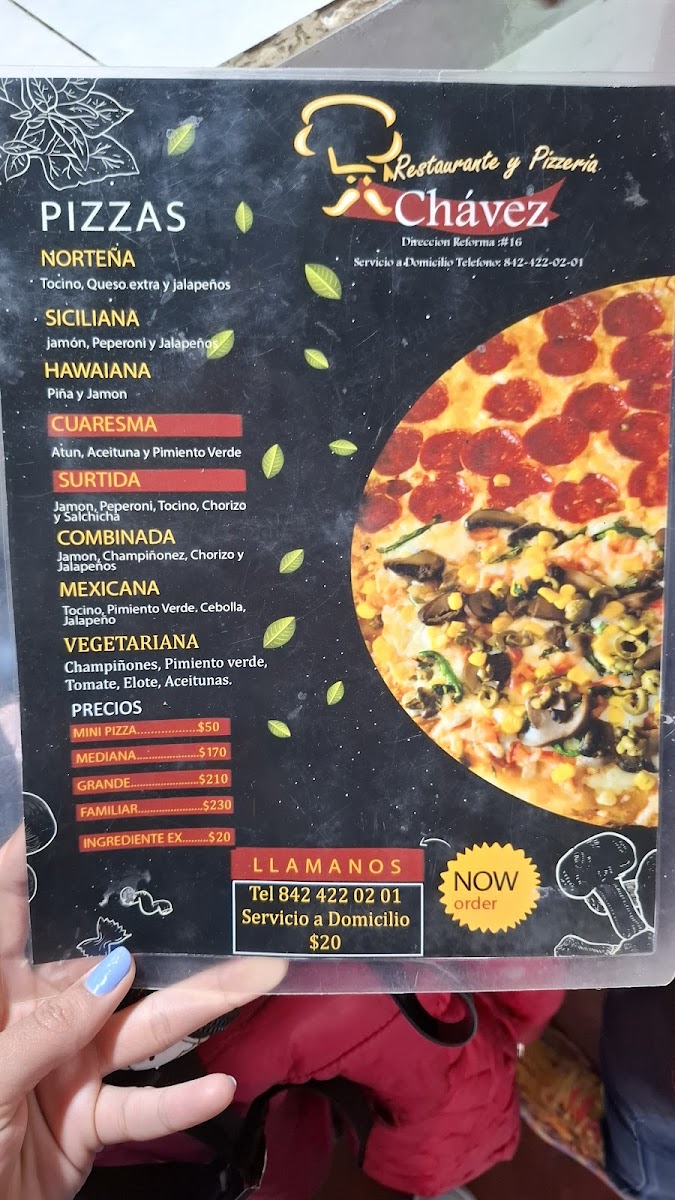 Restaurante y Pizzeria
Chávez
Direccion Reforma :#16
Servicio a Domicilio Telefono: 842-422-02-01
PIZZAS
NORTEÑA
Tocino, Queso extra y jalapeños
SICILIANA
jamón, Peperoni y Jalapeños
HAWAIANA
Piña y Jamon
CUARESMA
Atun, Aceituna y Pimiento Verde
SURTIDA
Jamon, Peperoni, Tocino, Chorizo
y Salchicha
COMBINADA
Jamon, Champiñonez, Chorizo y
Jalapeños
MEXICANA
Tocino, Pimiento Verde. Cebolla,
Jalapeño
VEGETARIANA
Champiñones, Pimiento verde,
Tomate, Elote, Aceitunas.
PRECIOS
MINI PIZZA..................$50
MEDIANA......................$170
GRANDE.......................$210
FAMILIAR......................$230
INGREDIENTE EX.........$20
LLAMANOS
Tel 842 422 02 01
Servicio a Domicilio
$20
NOW
order